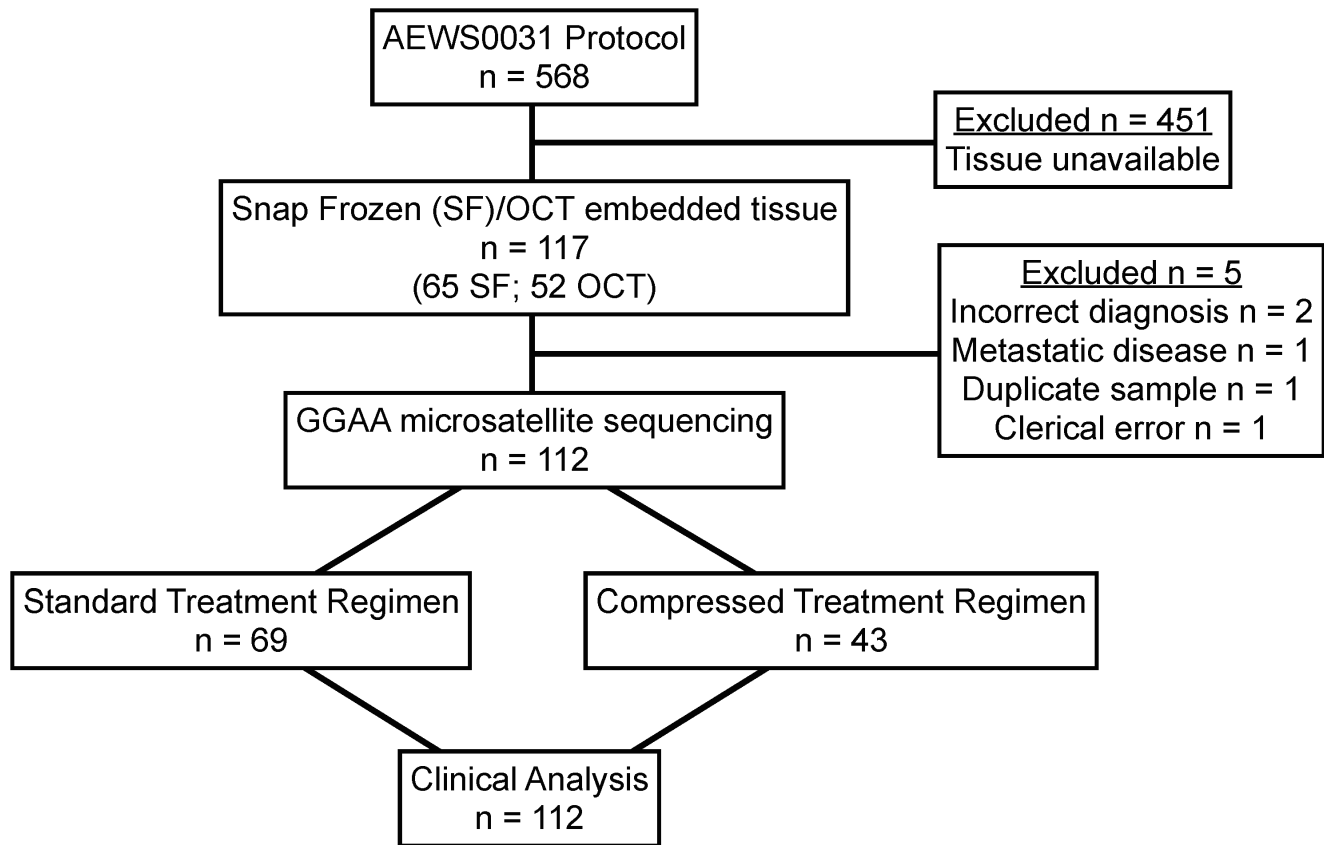 AEWS0031 Protocol
n = 568
Excluded n = 451
Tissue unavailable
Snap Frozen (SF)/OCT embedded tissue
n = 117
(65 SF; 52 OCT)
Excluded n = 5
Incorrect diagnosis n = 2
Metastatic disease n = 1
Duplicate sample n = 1
Clerical error n = 1
GGAA microsatellite sequencing
n = 112
Standard Treatment Regimen
n = 69
Compressed Treatment Regimen
n = 43
Clinical Analysis
n = 112